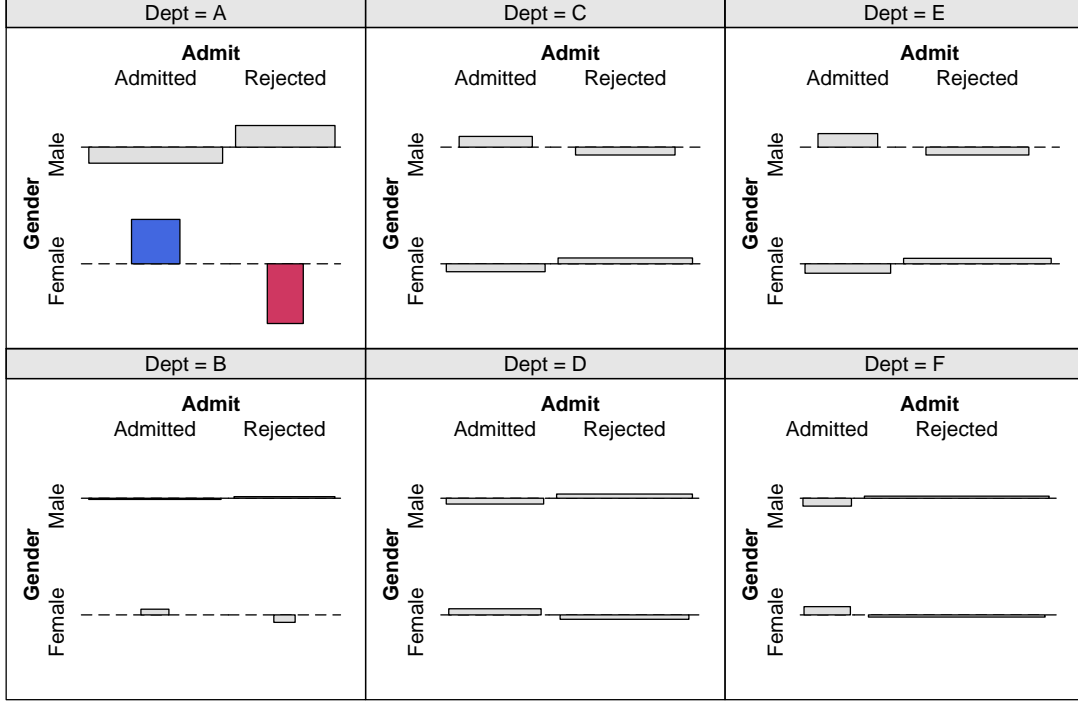 Dept = A
Admit
Admitted Rejected
Gender
Male
Female
Dept = C
Admit
Admitted Rejected
Gender
Male
Female
Dept = E
Admit
Admitted Rejected
Gender
Male
Female
Dept = B
Admit
Admitted Rejected
Gender
Male
Female
Dept = D
Admit
Admitted Rejected
Gender
Male
Female
Dept = F
Admit
Admitted Rejected
Gender
Male
Female